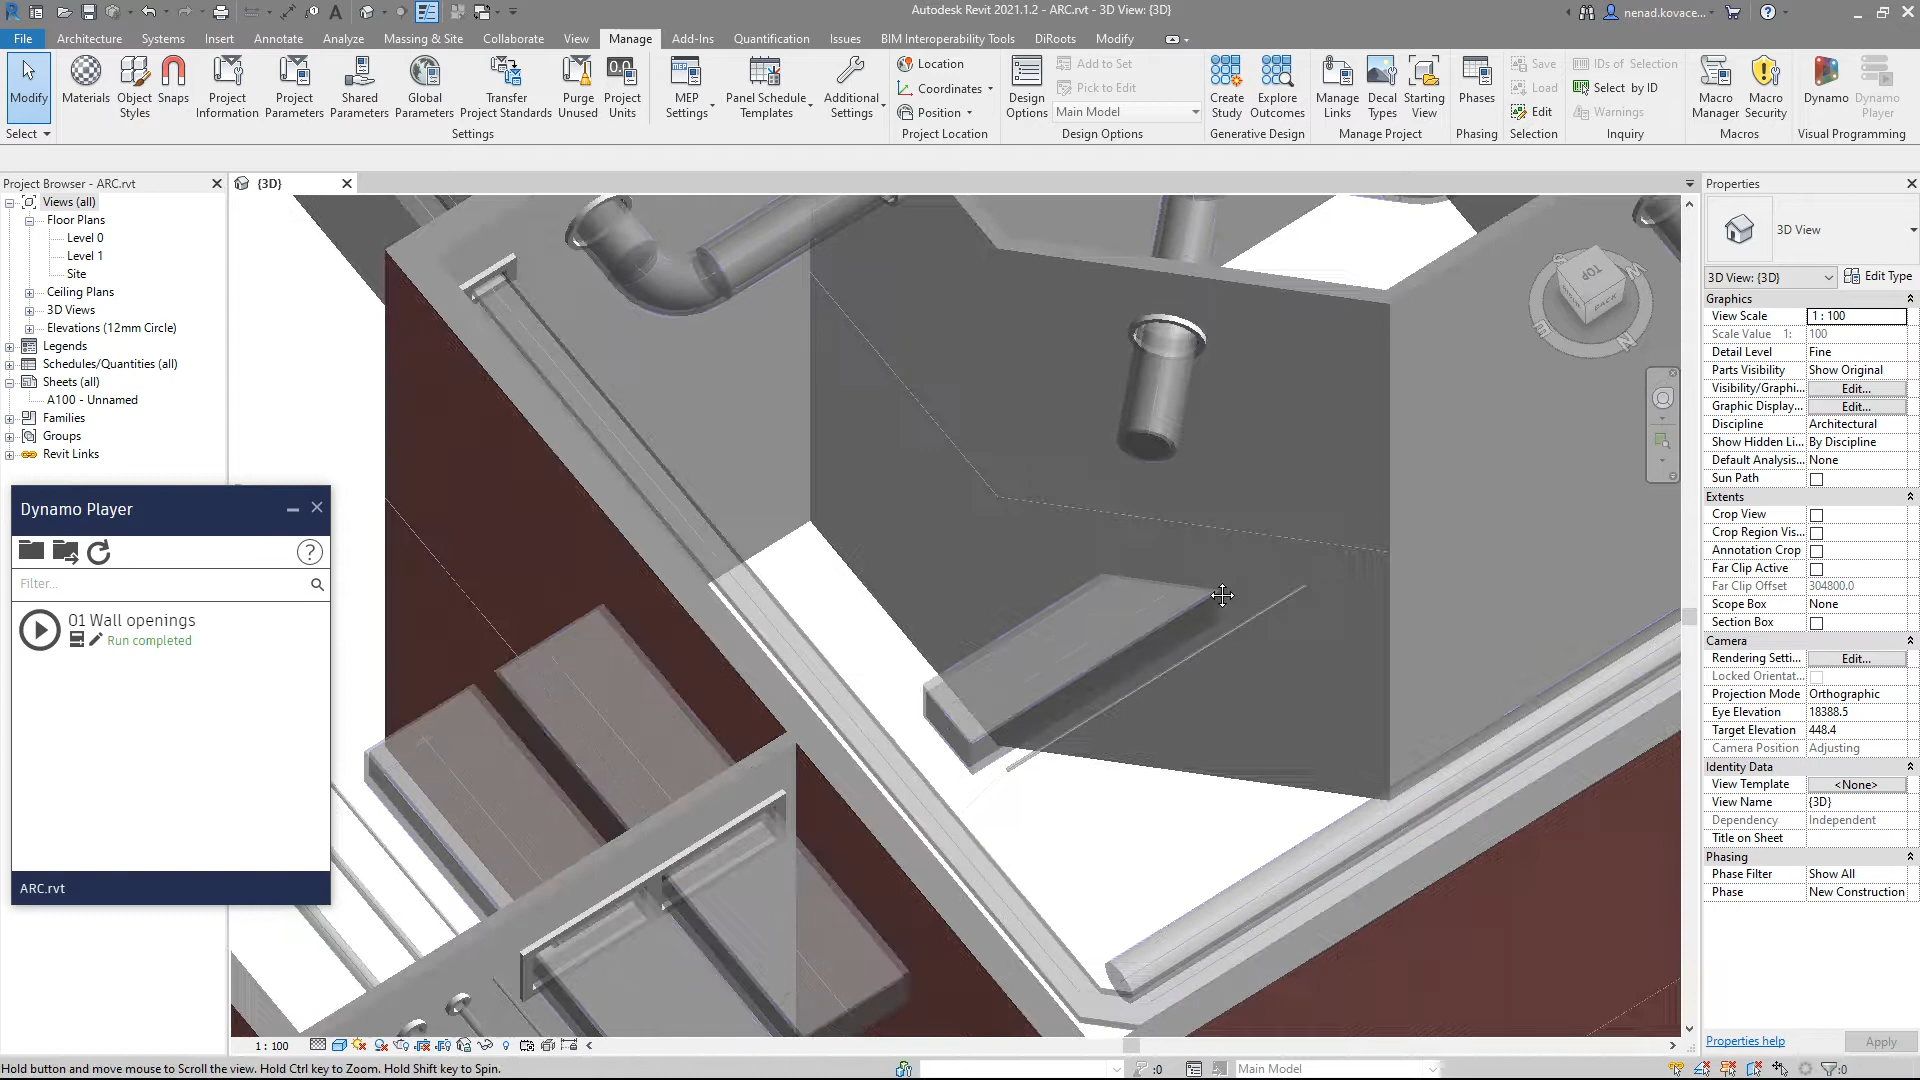 Autodesk Revit 2021.1.2 - ARC.rvt - 3D View: {3D}
nenad.kovace...
File Architecture Systems Insert Annotate Analyze Massing & Site Collaborate View Manage Add-Ins Quantification Issues BIM Interoperability Tools DiRoots Modify
Modify
Materials
Object Styles
Snaps
Project Information
Project Parameters
Shared Parameters
Global Parameters
Transfer Project Standards
Purge Unused
Project Units
MEP Settings
Panel Schedule Templates
Additional Settings
Location
Coordinates
Position
Design Options
Add to Set
Pick to Edit
Main Model
Create Study
Explore Outcomes
Manage Links
Decal Types
Starting View
Phases
Save
Load
Edit
IDs of Selection
Select by ID
Warnings
Macro Manager
Macro Security
Dynamo
Dynamo Player
Select
Settings
Project Location
Design Options
Generative Design
Manage Project
Phasing
Selection
Inquiry
Macros
Visual Programming
Project Browser - ARC.rvt
Views (all)
Floor Plans
Level 0
Level 1
Site
Ceiling Plans
3D Views
Elevations (12mm Circle)
Legends
Schedules/Quantities (all)
Sheets (all)
A100 - Unnamed
Families
Groups
Revit Links
Dynamo Player
Filter...
01 Wall openings
Run completed
ARC.rvt
{3D}
TOP
BACK
S
W
E
N
Properties
3D View
3D View: {3D} Edit Type
Graphics
View Scale 1 : 100
Scale Value 1: 100
Detail Level Fine
Parts Visibility Show Original
Visibility/Graphi... Edit...
Graphic Display... Edit...
Discipline Architectural
Show Hidden Li... By Discipline
Default Analysis... None
Sun Path
Extents
Crop View
Crop Region Vis...
Annotation Crop
Far Clip Active
Far Clip Offset 304800.0
Scope Box None
Section Box
Camera
Rendering Setti... Edit...
Locked Orientat...
Projection Mode Orthographic
Eye Elevation 18388.5
Target Elevation 448.4
Camera Position Adjusting
Identity Data
View Template <None>
View Name {3D}
Dependency Independent
Title on Sheet
Phasing
Phase Filter Show All
Phase New Construction
Properties help Apply
1 : 100
Hold button and move mouse to Scroll the view. Hold Ctrl key to Zoom. Hold Shift key to Spin.
:0
Main Model
:0